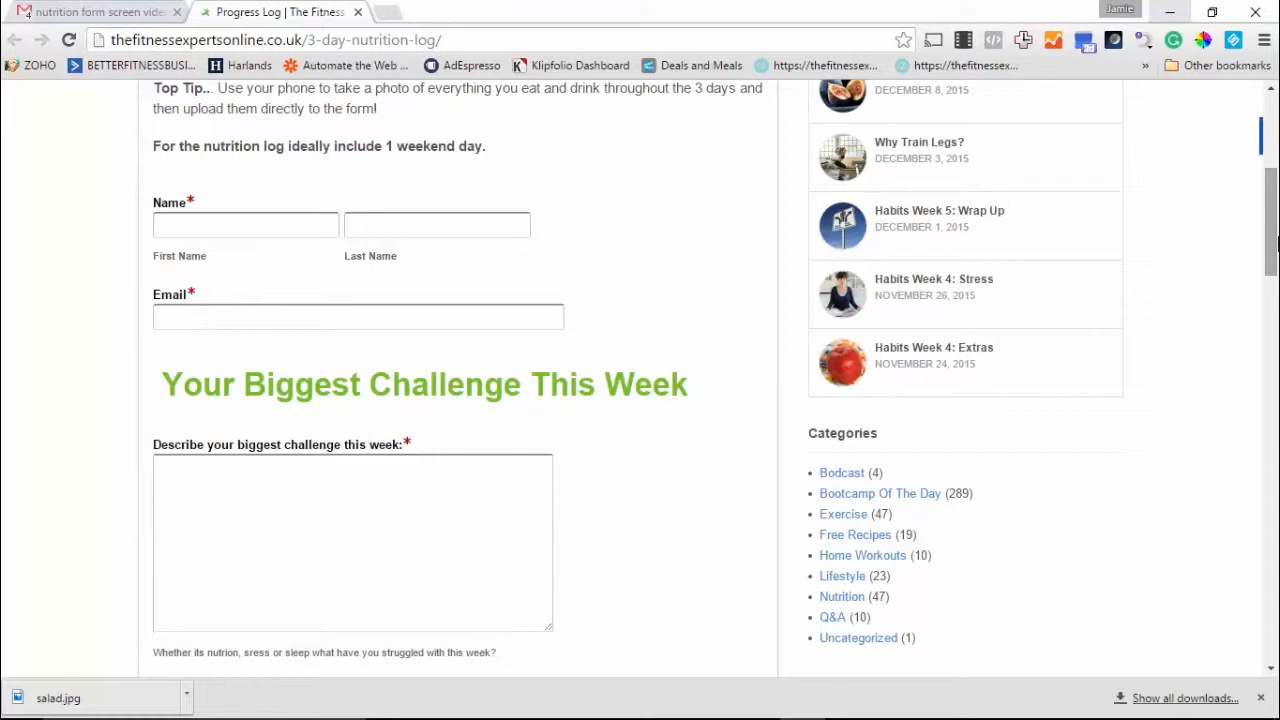 nutrition form screen vide
Progress Log | The Fitness
Jamie
thefitnessexpertsonline.co.uk/3-day-nutrition-log/
ZOHO
BETTERFITNESSBUSI...
Harlands
Automate the Web ...
AdEspresso
Klipfolio Dashboard
Deals and Meals
https://thefitnessex...
https://thefitnessex...
»
Other bookmarks
Top Tip.. Use your phone to take a photo of everything you eat and drink throughout the 3 days and
then upload them directly to the form!
For the nutrition log ideally include 1 weekend day.
Name*
First Name
Last Name
Email*
Your Biggest Challenge This Week
Describe your biggest challenge this week:*
Whether its nutrion, sress or sleep what have you struggled with this week?
DECEMBER 8, 2015
Why Train Legs?
DECEMBER 3, 2015
Habits Week 5: Wrap Up
DECEMBER 1, 2015
Habits Week 4: Stress
NOVEMBER 26, 2015
Habits Week 4: Extras
NOVEMBER 24, 2015
Categories
Bodcast (4)
Bootcamp Of The Day (289)
Exercise (47)
Free Recipes (19)
Home Workouts (10)
Lifestyle (23)
Nutrition (47)
Q&A (10)
Uncategorized (1)
salad.jpg
Show all downloads...